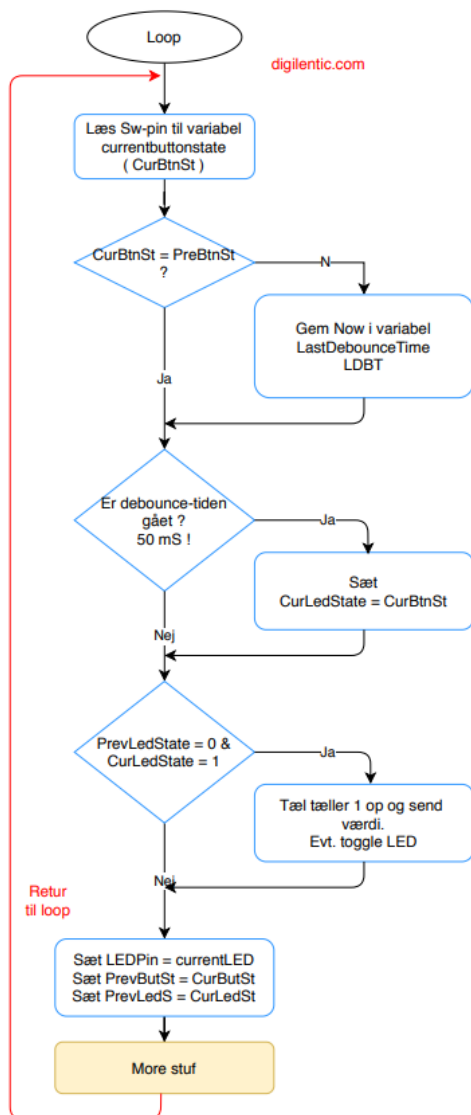 Loop
digilentic.com
Læs Sw-pin til variabel
currentbuttonstate
( CurBtnSt )
CurBtnSt = PreBtnSt
?
N
Gem Now i variabel
LastDebounceTime
LDBT
Ja
Er debounce-tiden
gået ?
50 mS !
Ja
Sæt
CurLedState = CurBtnSt
Nej
PrevLedState = 0 &
CurLedState = 1
Ja
Tæl tæller 1 op og send
værdi.
Evt. toggle LED
Nej
Retur
til loop
Sæt LEDPin = currentLED
Sæt PrevButSt = CurButSt
Sæt PrevLedS = CurLedSt
More stuf